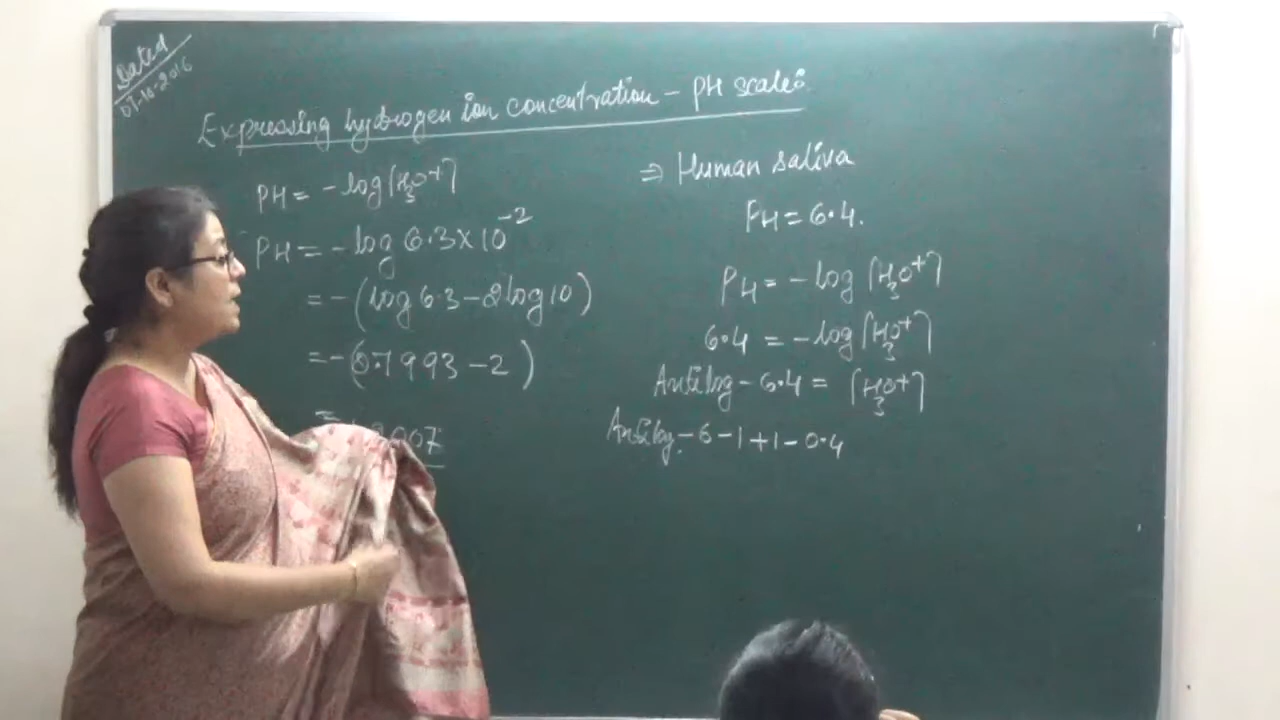 Dated
07-10-2016
Expressing hydrogen ion concentration - PH scale:
PH = -log[H3O+]
PH = -log 6.3×10^-2
= -(log 6.3 - 2log10)
= -(0.7993 - 2)
=
⇒ Human saliva
PH = 6.4.
PH = -log[H3O+]
6.4 = -log[H3O+]
Antilog - 6.4 = [H3O+]
Antilog - 6 - 1 + 1 - 0.4